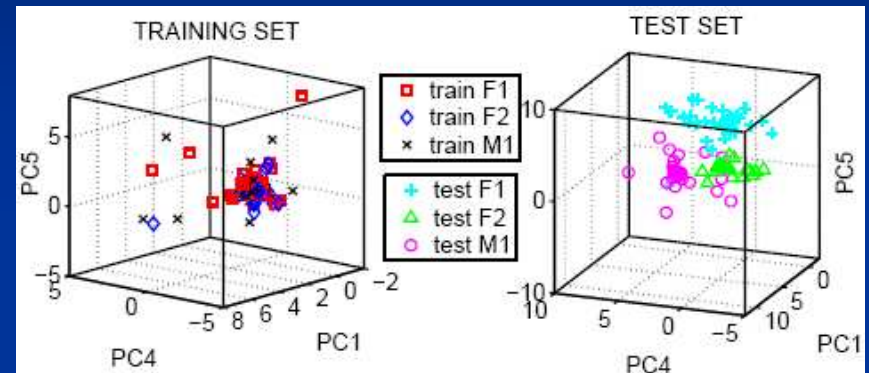 TRAINING SET
PC5
5
0
−5
5
0
−5
PC4
8 6 4 2 0 −2
PC1
train F1
train F2
train M1
test F1
test F2
test M1
TEST SET
10
0
−10
10
5
0
−5
PC4
10
5
0
PC1
PC5